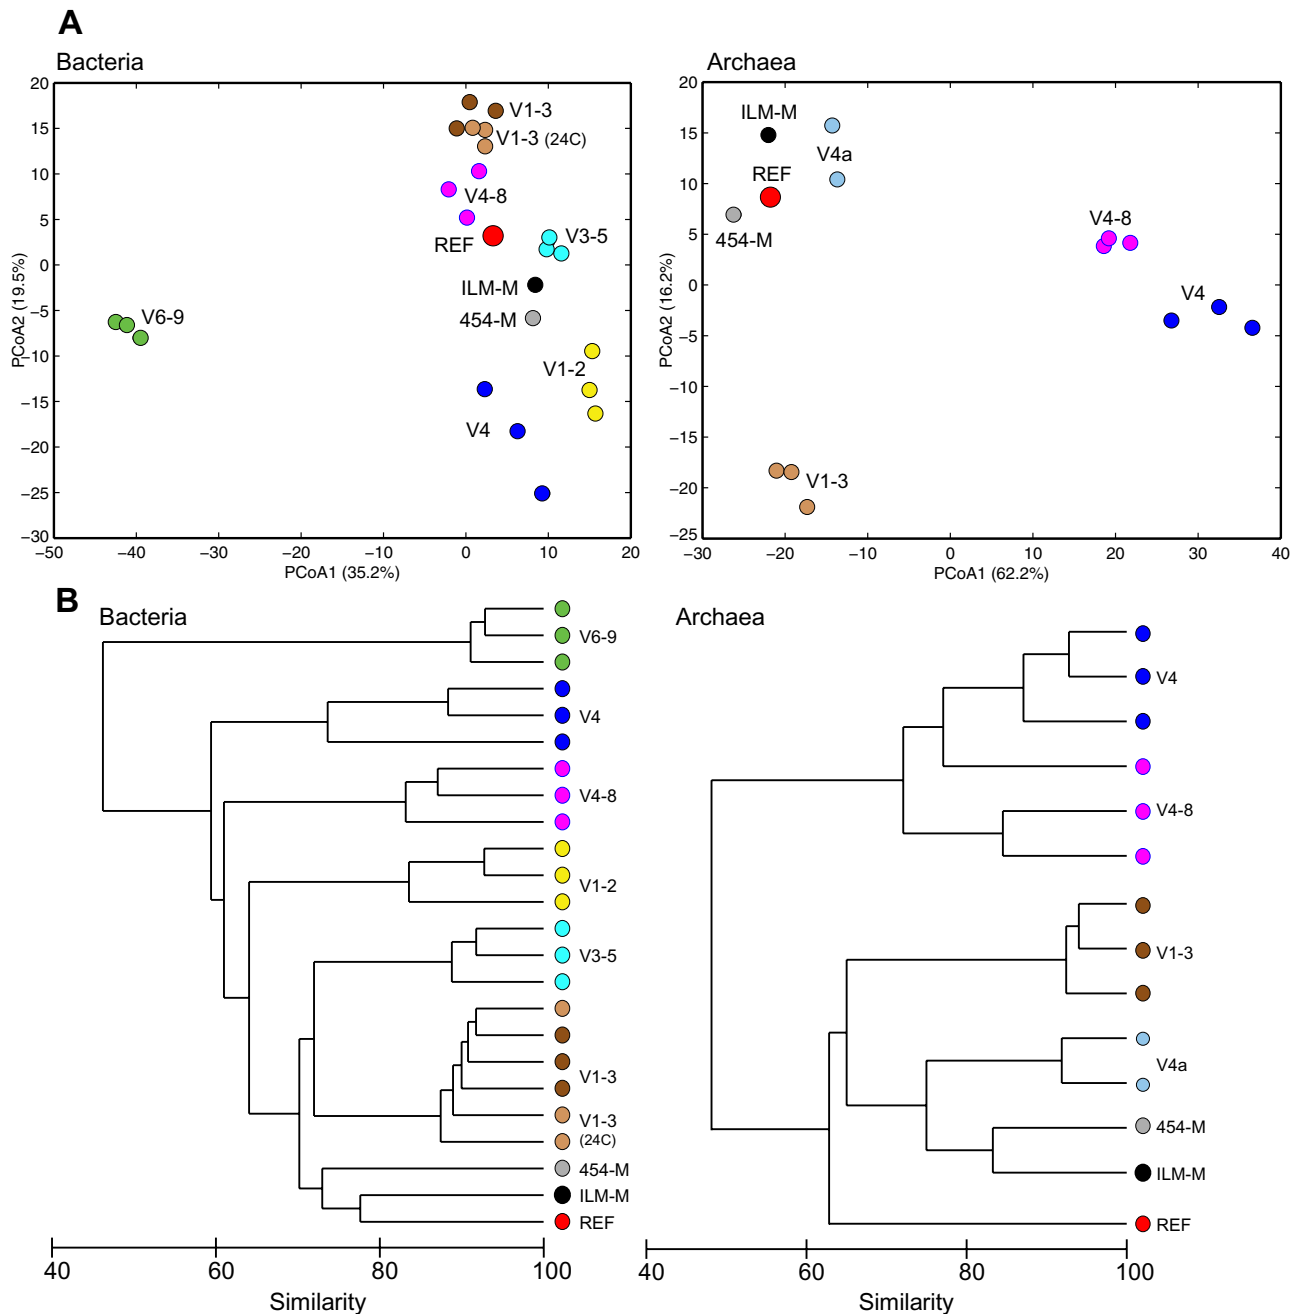 A
Bacteria
20
15
10
5
0
−5
−10
−15
−20
−25
−30
PCoA2 (19.5%)
V1-3
V1-3 (24C)
V4-8
REF
V3-5
ILM-M
454-M
V6-9
V1-2
V4
−50
−40
−30
−20
−10
0
10
20
PCoA1 (35.2%)
Archaea
20
15
10
5
0
−5
−10
−15
−20
−25
PCoA2 (16.2%)
ILM-M
V4a
REF
454-M
V4-8
V4
V1-3
−30
−20
−10
0
10
20
30
40
PCoA1 (62.2%)
B
Bacteria
V6-9
V4
V4-8
V1-2
V3-5
V1-3
V1-3
(24C)
454-M
ILM-M
REF
40
60
80
100
Similarity
Archaea
V4
V4-8
V1-3
V4a
454-M
ILM-M
REF
40
60
80
100
Similarity